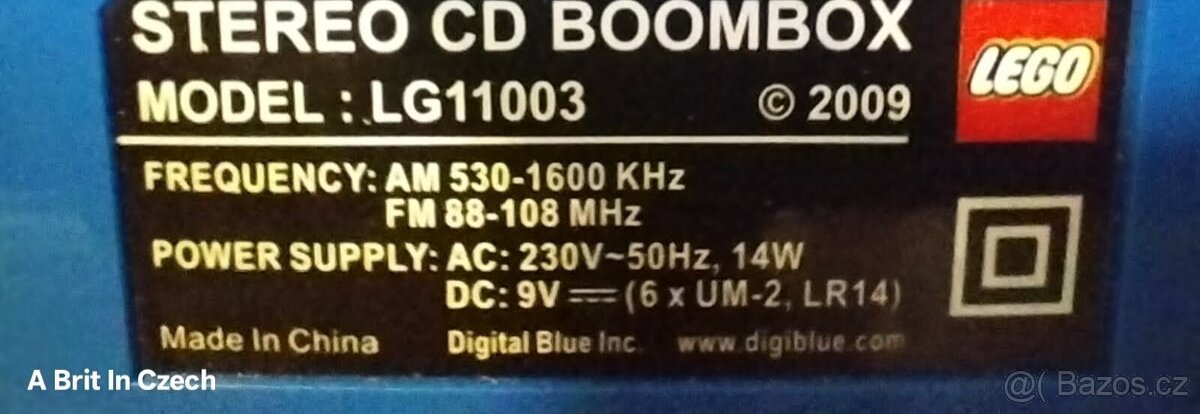 STEREO CD BOOMBOX
MODEL : LG11003 © 2009
LEGO
FREQUENCY: AM 530-1600 KHz
FM 88-108 MHz
POWER SUPPLY: AC: 230V~50Hz, 14W
DC: 9V ⎓ (6 x UM-2, LR14)
Made In China Digital Blue Inc. www.digiblue.com
A Brit In Czech
@( Bazos.cz